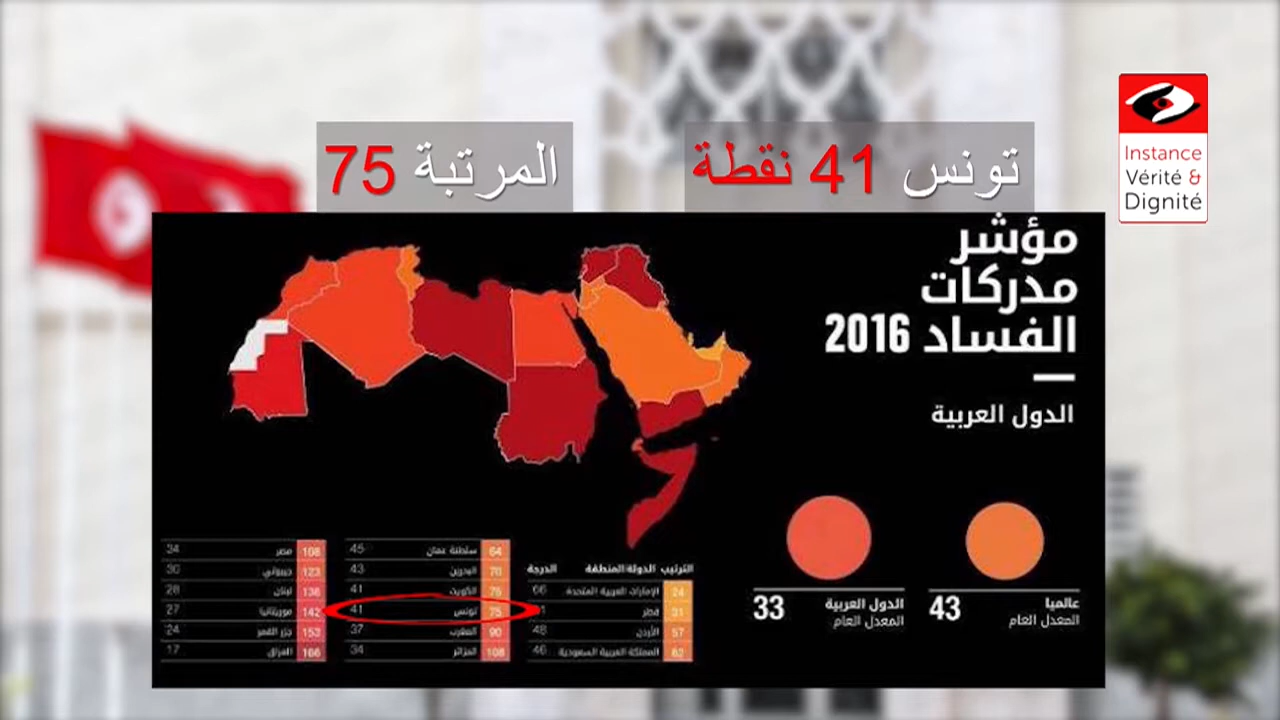 تونس 41 نقطة
المرتبة 75
Instance
Vérité &
Dignité
مؤشر
مدركات
الفساد 2016
الدول العربية
عالميا
المعدل العام
43
الدول العربية
المعدل العام
33
الترتيب الدولة/المنطقة الدرجة
24 الإمارات العربية المتحدة 66
31 قطر
57 الأردن 48
62 المملكة العربية السعودية 46
64 سلطنة عمان 45
70 البحرين 43
75 الكويت 41
75 تونس 41
90 المغرب 37
108 الجزائر 34
108 مصر 34
123 جيبوتي 30
136 لبنان 28
142 موريتانيا 27
153 جزر القمر 24
166 العراق 17